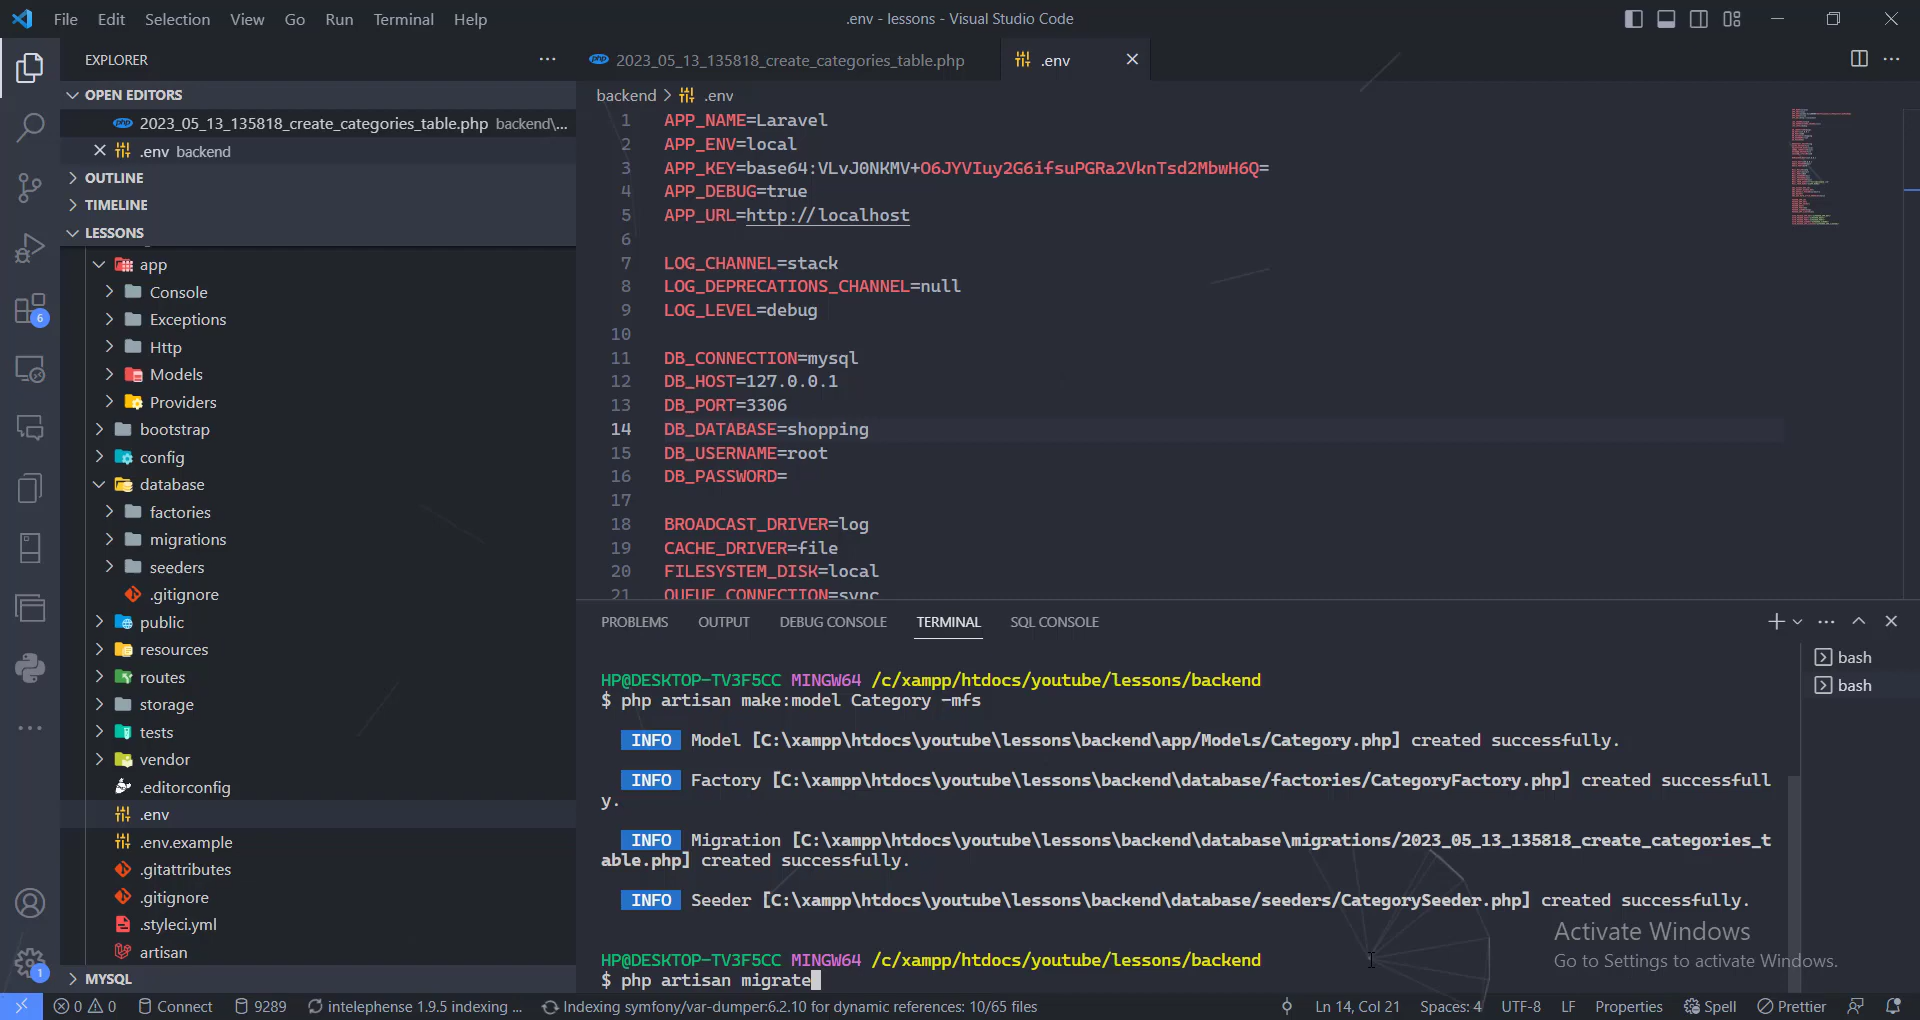 File Edit Selection View Go Run Terminal Help
.env - lessons - Visual Studio Code
EXPLORER
OPEN EDITORS
2023_05_13_135818_create_categories_table.php backend\...
.env backend
OUTLINE
TIMELINE
LESSONS
app
Console
Exceptions
Http
Models
Providers
bootstrap
config
database
factories
migrations
seeders
.gitignore
public
resources
routes
storage
tests
vendor
.editorconfig
.env
.env.example
.gitattributes
.gitignore
.styleci.yml
artisan
MYSQL
6
1
2023_05_13_135818_create_categories_table.php
.env
backend > .env
1 APP_NAME=Laravel
2 APP_ENV=local
3 APP_KEY=base64:VLvJ0NKMV+O6JYVIuy2G6ifsuPGRa2VknTsd2MbwH6Q=
4 APP_DEBUG=true
5 APP_URL=http://localhost
6
7 LOG_CHANNEL=stack
8 LOG_DEPRECATIONS_CHANNEL=null
9 LOG_LEVEL=debug
10
11 DB_CONNECTION=mysql
12 DB_HOST=127.0.0.1
13 DB_PORT=3306
14 DB_DATABASE=shopping
15 DB_USERNAME=root
16 DB_PASSWORD=
17
18 BROADCAST_DRIVER=log
19 CACHE_DRIVER=file
20 FILESYSTEM_DISK=local
21 QUEUE_CONNECTION=sync
PROBLEMS OUTPUT DEBUG CONSOLE TERMINAL SQL CONSOLE
bash
bash
HP@DESKTOP-TV3F5CC MINGW64 /c/xampp/htdocs/youtube/lessons/backend
$ php artisan make:model Category -mfs
INFO Model [C:\xampp\htdocs\youtube\lessons\backend\app/Models/Category.php] created successfully.
INFO Factory [C:\xampp\htdocs\youtube\lessons\backend\database/factories/CategoryFactory.php] created successfull
y.
INFO Migration [C:\xampp\htdocs\youtube\lessons\backend\database\migrations/2023_05_13_135818_create_categories_t
able.php] created successfully.
INFO Seeder [C:\xampp\htdocs\youtube\lessons\backend\database/seeders/CategorySeeder.php] created successfully.
HP@DESKTOP-TV3F5CC MINGW64 /c/xampp/htdocs/youtube/lessons/backend
$ php artisan migrate
Activate Windows
Go to Settings to activate Windows.
0 0 Connect 9289 intelephense 1.9.5 indexing ... Indexing symfony/var-dumper:6.2.10 for dynamic references: 10/65 files Ln 14, Col 21 Spaces: 4 UTF-8 LF Properties Spell Prettier